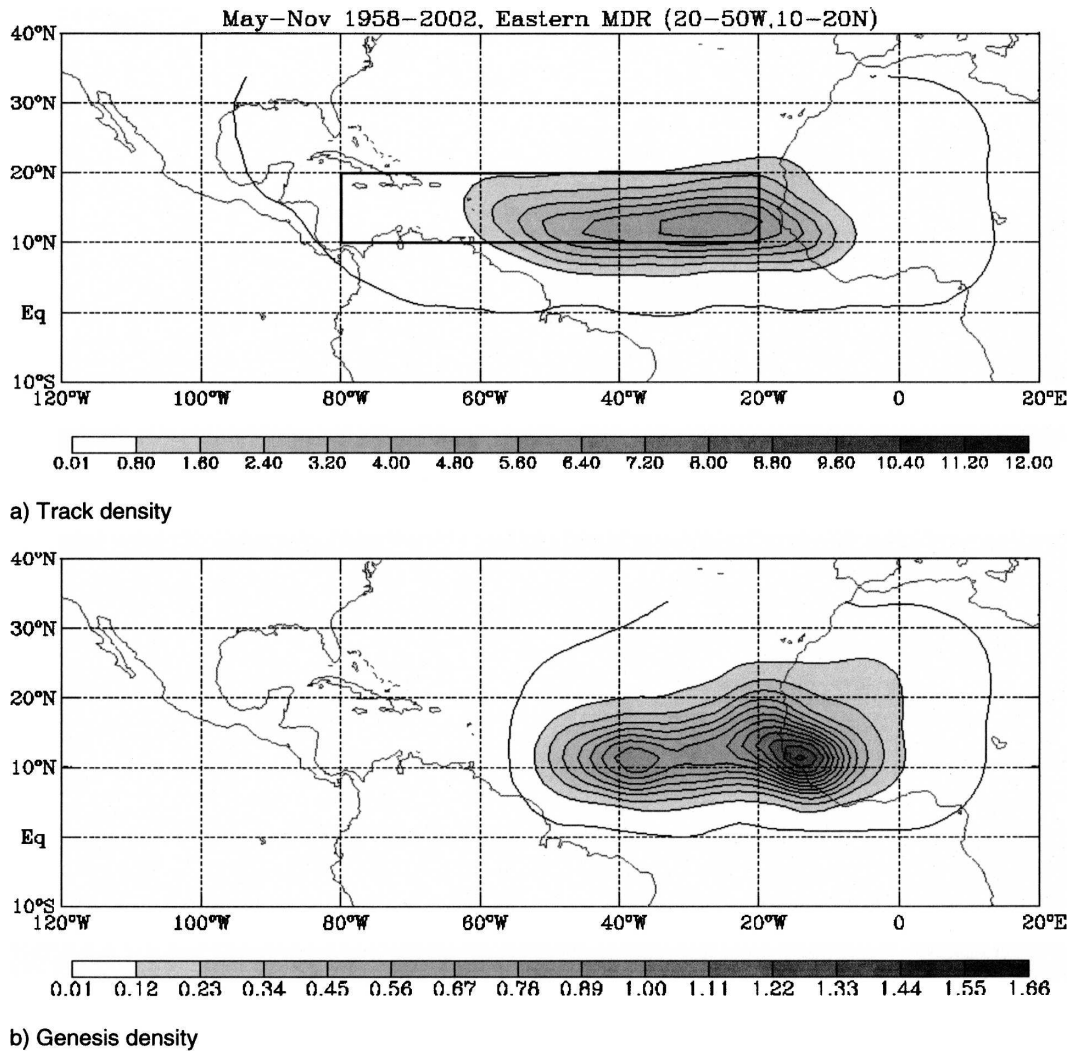 May-Nov 1958-2002, Eastern MDR (20-50W,10-20N)
40°N
30°N
20°N
10°N
Eq
10°S
120°W 100°W 80°W 60°W 40°W 20°W 0 20°E
0.01 0.80 1.60 2.40 3.20 4.00 4.80 5.60 6.40 7.20 8.00 8.80 9.60 10.40 11.20 12.00
a) Track density
40°N
30°N
20°N
10°N
Eq
10°S
120°W 100°W 80°W 60°W 40°W 20°W 0 20°E
0.01 0.12 0.23 0.34 0.45 0.56 0.67 0.78 0.89 1.00 1.11 1.22 1.33 1.44 1.55 1.66
b) Genesis density